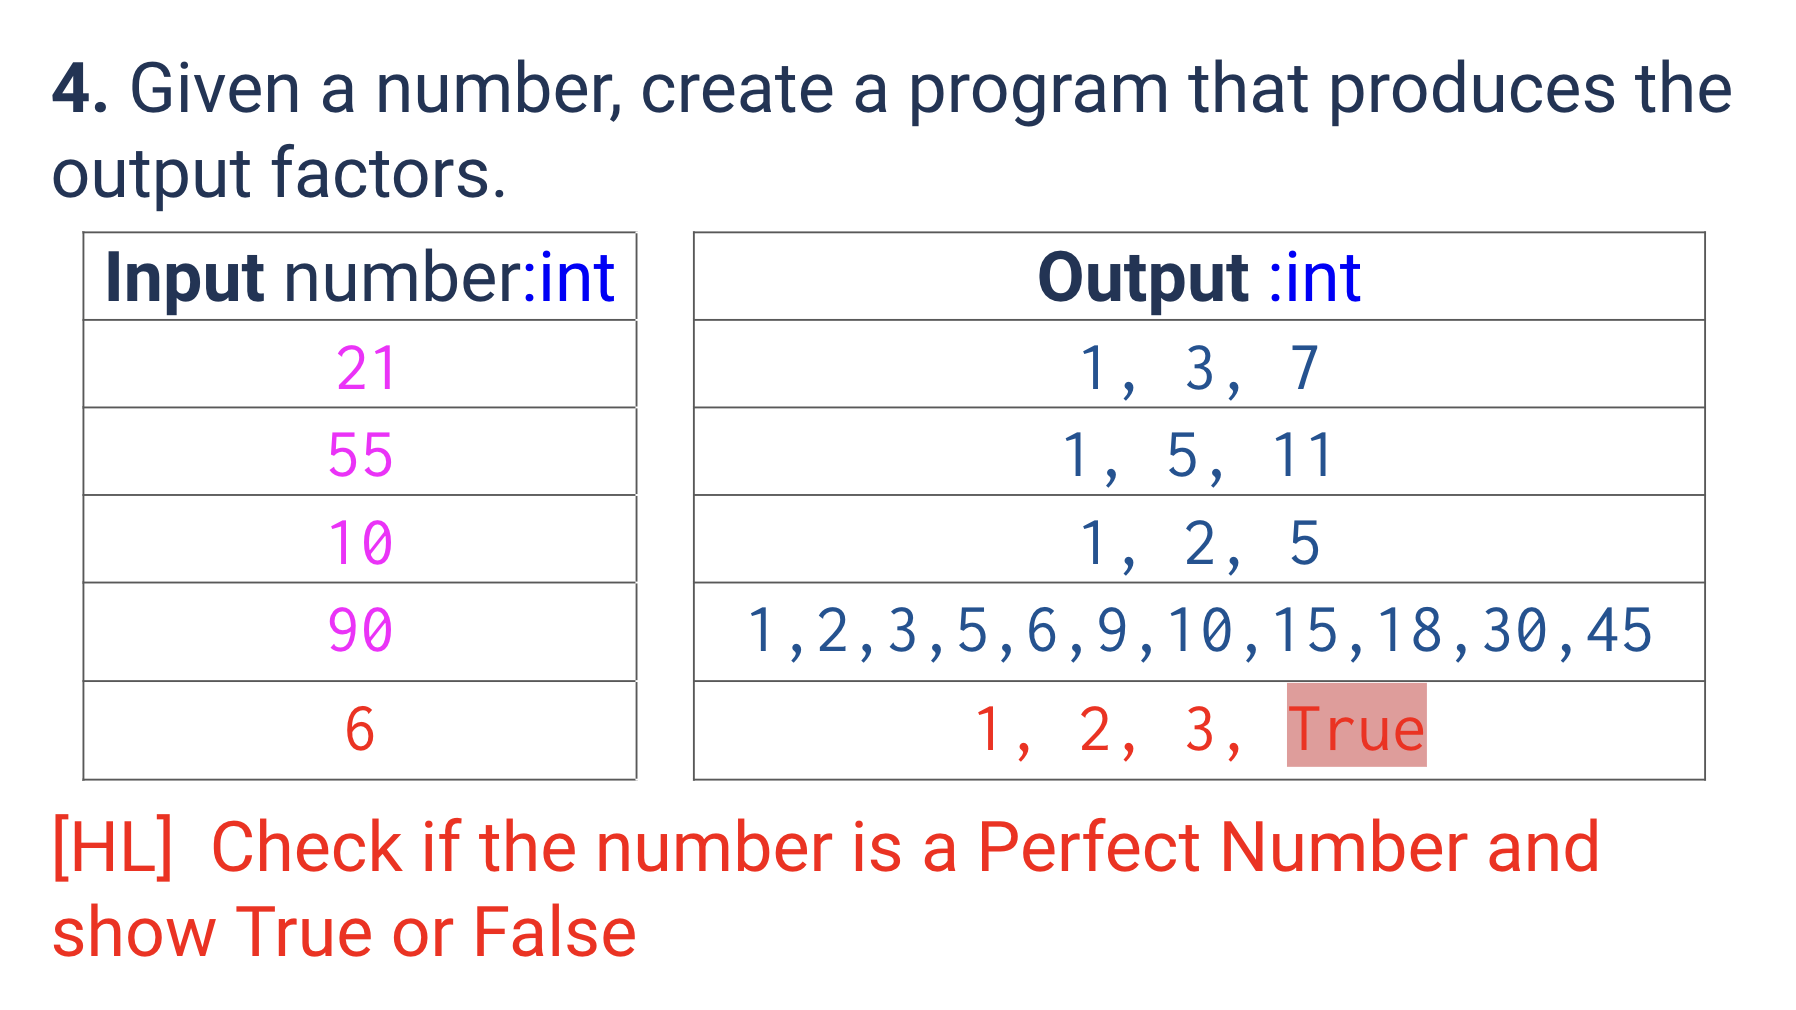 4. Given a number, create a program that produces the
output factors.
Input number:int
Output :int
21
1, 3, 7
55
1, 5, 11
10
1, 2, 5
90
1,2,3,5,6,9,10,15,18,30,45
6
1, 2, 3, True
[HL] Check if the number is a Perfect Number and
show True or False